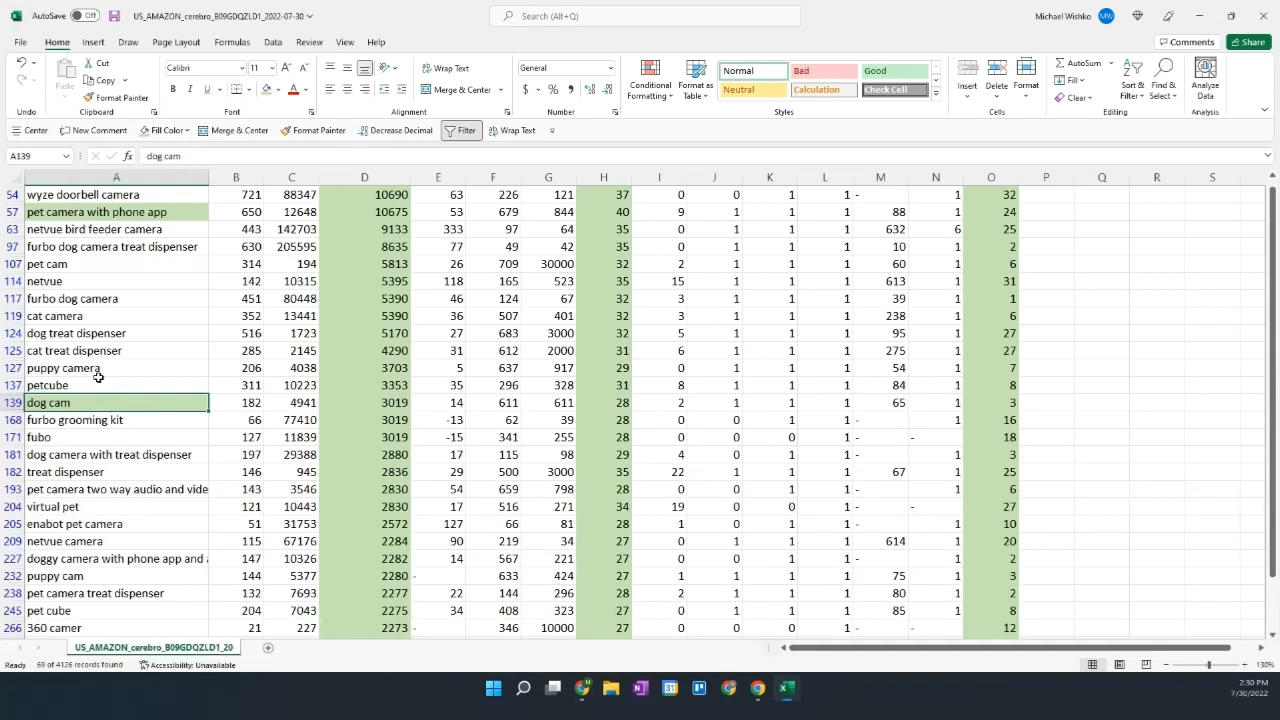 AutoSave Off US_AMAZON_cerebro_B09GDQZLD1_2022-07-30 Search (Alt+Q) Michael Wishko MW
File Home Insert Draw Page Layout Formulas Data Review View Help Comments Share
Cut Calibri 11 Wrap Text General Normal Bad Good AutoSum
Paste Copy Conditional Formatting Format as Table Insert Delete Format Fill Sort & Filter Find & Select Analyze Data
Format Painter Merge & Center Neutral Calculation Check Cell Clear
Undo Clipboard Font Alignment Number Styles Cells Editing Analysis
Center New Comment Fill Color Merge & Center Format Painter Decrease Decimal Filter Wrap Text
A139 fx dog cam
A B C D E F G H I J K L M N O P Q R S
54 wyze doorbell camera 721 88347 10690 63 226 121 37 0 0 1 1 - 1 32
57 pet camera with phone app 650 12648 10675 53 679 844 40 9 1 1 1 88 1 24
63 netvue bird feeder camera 443 142703 9133 333 97 64 35 0 1 1 1 632 6 25
97 furbo dog camera treat dispenser 630 205595 8635 77 49 42 35 0 1 1 1 10 1 2
107 pet cam 314 194 5813 26 709 30000 32 2 1 1 1 60 1 6
114 netvue 142 10315 5395 118 165 523 35 15 1 1 1 613 1 31
117 furbo dog camera 451 80448 5390 46 124 67 32 3 1 1 1 39 1 1
119 cat camera 352 13441 5390 36 507 401 32 3 1 1 1 238 1 6
124 dog treat dispenser 516 1723 5170 27 683 3000 32 5 1 1 1 95 1 27
125 cat treat dispenser 285 2145 4290 31 612 2000 31 6 1 1 1 275 1 27
127 puppy camera 206 4038 3703 5 637 917 29 0 1 1 1 54 1 7
137 petcube 311 10223 3353 35 296 328 31 8 1 1 1 84 1 8
139 dog cam 182 4941 3019 14 611 611 28 2 1 1 1 65 1 3
168 furbo grooming kit 66 77410 3019 -13 62 39 28 0 0 1 1 - 1 16
171 fubo 127 11839 3019 -15 341 255 28 0 0 0 1 - - 18
181 dog camera with treat dispenser 197 29388 2880 17 115 98 29 4 0 1 1 - 1 3
182 treat dispenser 146 945 2836 29 500 3000 35 22 1 1 1 67 1 25
193 pet camera two way audio and vide 143 3546 2830 54 659 798 28 0 0 1 1 - 1 6
204 virtual pet 121 10443 2830 17 516 271 34 19 0 0 1 - - 27
205 enabot pet camera 51 31753 2572 127 66 81 28 1 0 1 1 - 1 10
209 netvue camera 115 67176 2284 90 219 34 27 0 1 1 1 614 1 20
227 doggy camera with phone app and a 147 10326 2282 14 567 221 27 0 0 1 1 - 1 2
232 puppy cam 144 5377 2280 - 633 424 27 1 1 1 1 75 1 3
238 pet camera treat dispenser 132 7693 2277 22 144 296 28 2 1 1 1 80 1 2
245 pet cube 204 7043 2275 34 408 323 27 0 1 1 1 85 1 8
266 360 camer 21 227 2273 - 346 10000 27 0 0 0 1 - - 12
US_AMAZON_cerebro_B09GDQZLD1_20
Ready 69 of 4126 records found Accessibility: Unavailable 130%
2:30 PM
7/30/2022